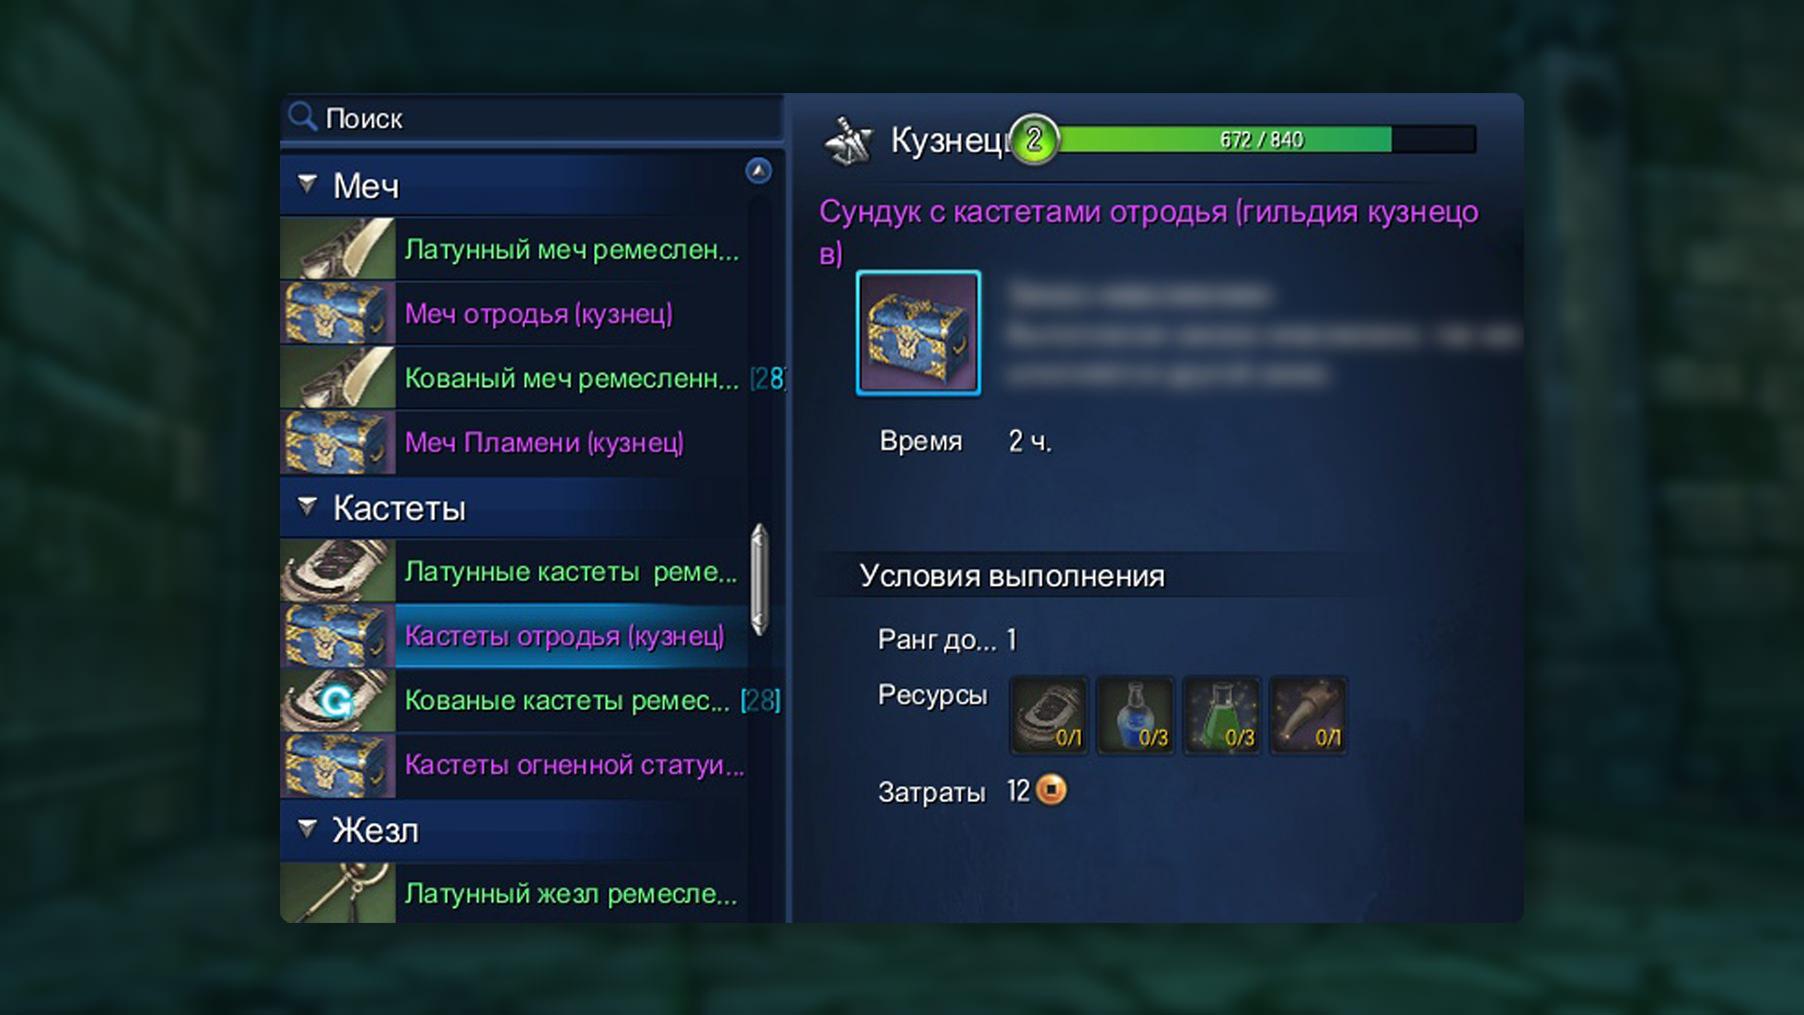 Поиск
Меч
Латунный меч ремеслен...
Меч отродья (кузнец)
Кованый меч ремесленн... [28]
Меч Пламени (кузнец)
Кастеты
Латунные кастеты реме...
Кастеты отродья (кузнец)
Кованые кастеты ремес... [28]
Кастеты огненной статуи...
Жезл
Латунный жезл ремесле...
Кузнец 2 672 / 840
Сундук с кастетами отродья (гильдия кузнецо
в)
Время 2 ч.
Условия выполнения
Ранг до... 1
Ресурсы 0/1 0/3 0/3 0/1
Затраты 12